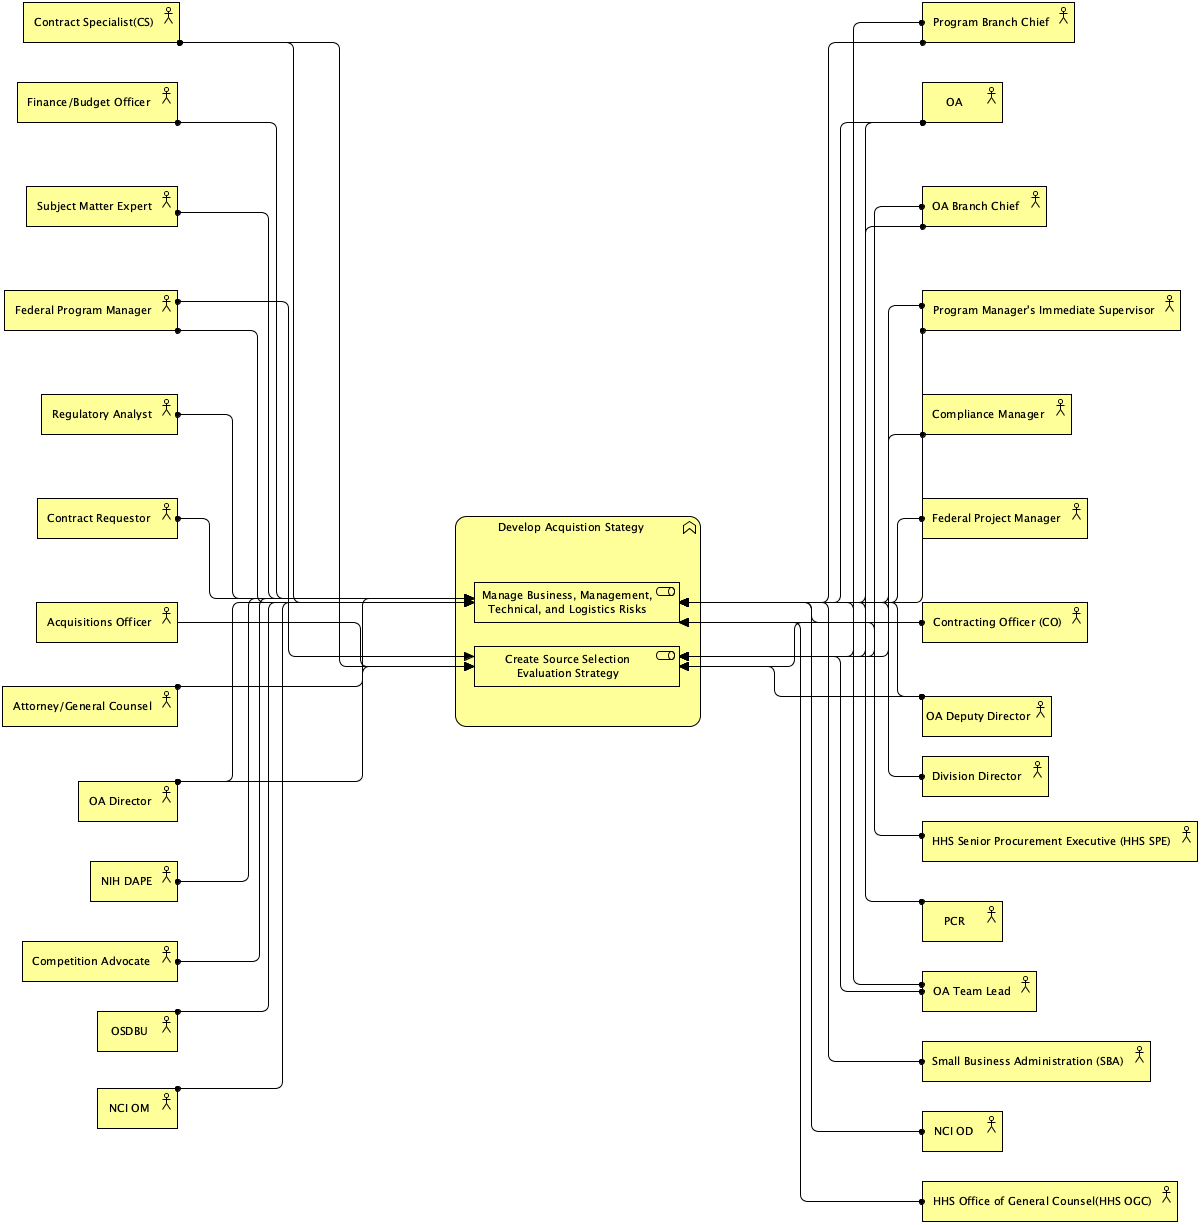 Contract Specialist(CS)
Program Branch Chief
Finance/Budget Officer
OA
Subject Matter Expert
OA Branch Chief
Federal Program Manager
Program Manager's Immediate Supervisor
Regulatory Analyst
Compliance Manager
Contract Requestor
Federal Project Manager
Develop Acquistion Stategy
Manage Business, Management,
Technical, and Logistics Risks
Acquisitions Officer
Contracting Officer (CO)
Create Source Selection
Evaluation Strategy
Attorney/General Counsel
OA Deputy Director
Division Director
OA Director
HHS Senior Procurement Executive (HHS SPE)
NIH DAPE
PCR
Competition Advocate
OA Team Lead
OSDBU
Small Business Administration (SBA)
NCI OM
NCI OD
HHS Office of General Counsel(HHS OGC)